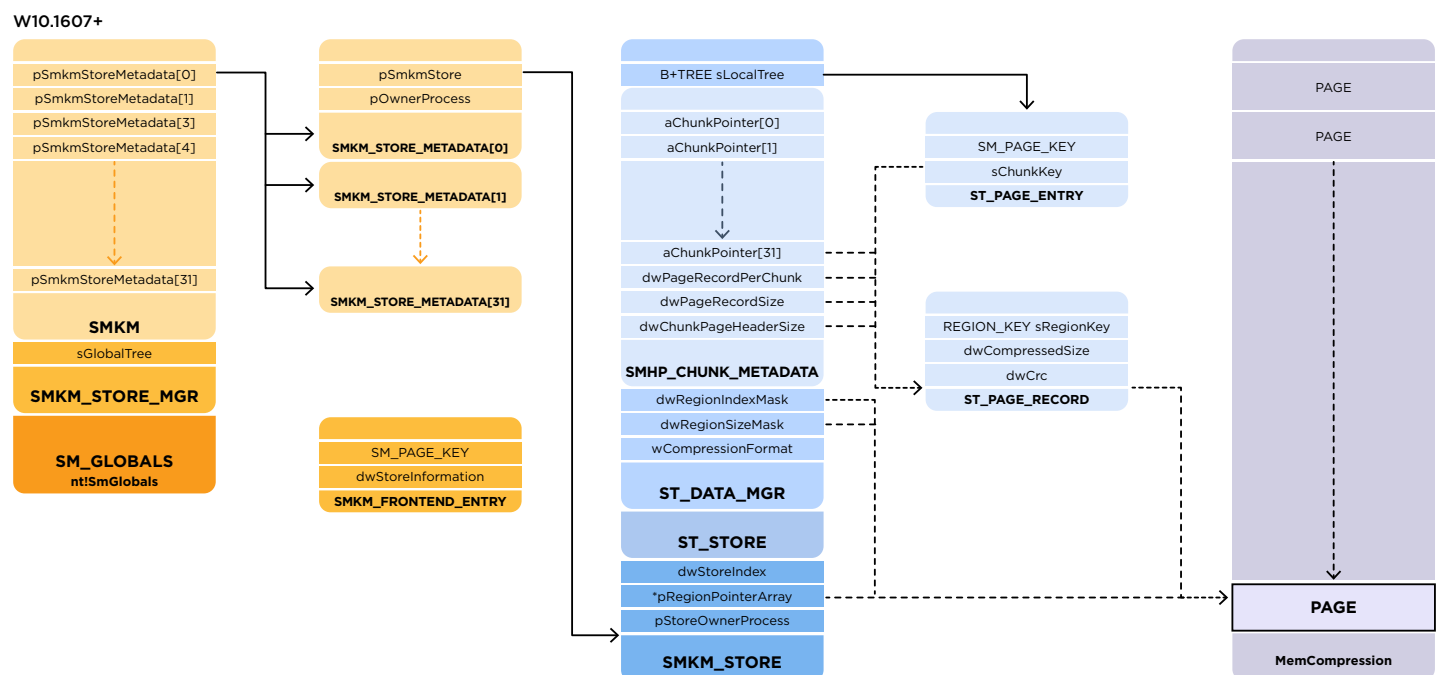 W10.1607+
pSmkmStoreMetadata[0]
pSmkmStoreMetadata[1]
pSmkmStoreMetadata[3]
pSmkmStoreMetadata[4]
pSmkmStoreMetadata[31]
SMKM
sGlobalTree
SMKM_STORE_MGR
SM_GLOBALS
nt!SmGlobals
pSmkmStore
pOwnerProcess
SMKM_STORE_METADATA[0]
SMKM_STORE_METADATA[1]
SMKM_STORE_METADATA[31]
SM_PAGE_KEY
dwStoreInformation
SMKM_FRONTEND_ENTRY
B+TREE sLocalTree
aChunkPointer[0]
aChunkPointer[1]
aChunkPointer[31]
dwPageRecordPerChunk
dwPageRecordSize
dwChunkPageHeaderSize
SMHP_CHUNK_METADATA
dwRegionIndexMask
dwRegionSizeMask
wCompressionFormat
ST_DATA_MGR
ST_STORE
dwStoreIndex
*pRegionPointerArray
pStoreOwnerProcess
SMKM_STORE
SM_PAGE_KEY
sChunkKey
ST_PAGE_ENTRY
REGION_KEY sRegionKey
dwCompressedSize
dwCrc
ST_PAGE_RECORD
PAGE
PAGE
PAGE
MemCompression